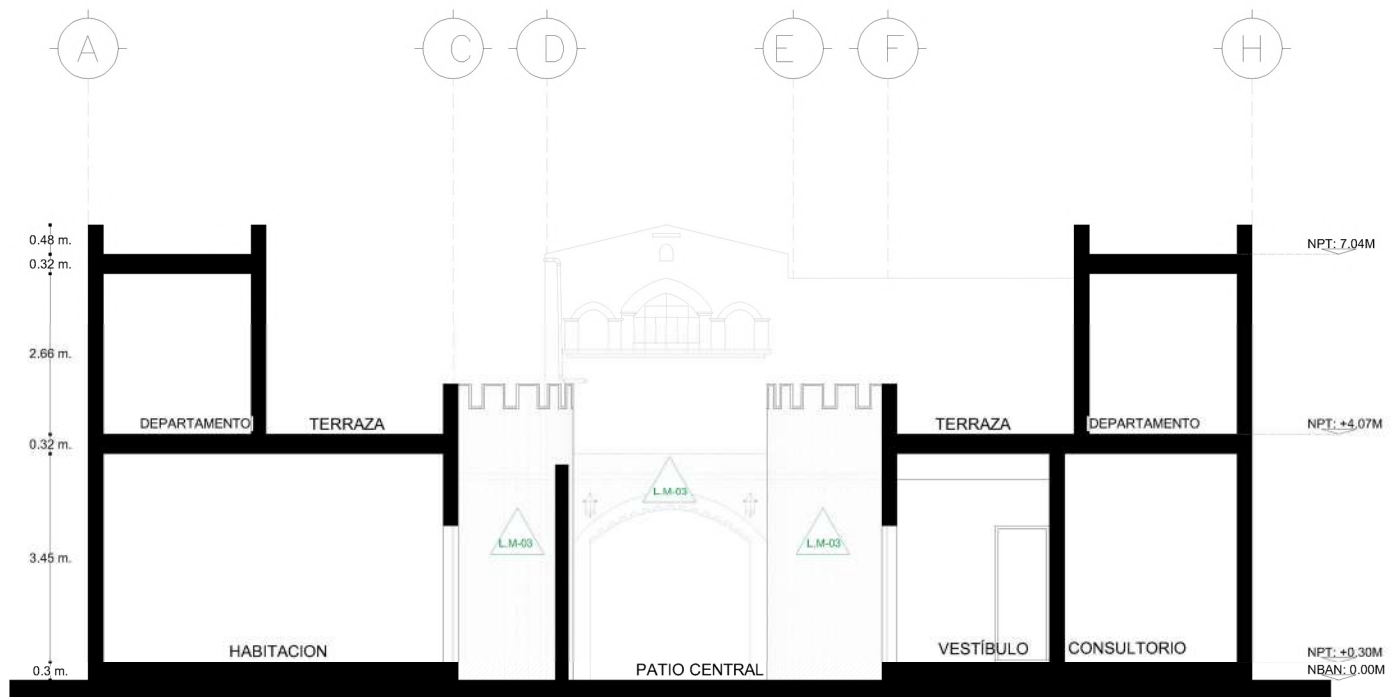 A C D E F H
0.48 m.
NPT: 7.04M
0.32 m.
2.66 m.
DEPARTAMENTO TERRAZA TERRAZA DEPARTAMENTO
NPT: +4.07M
0.32 m.
L.M-03
L.M-03 L.M-03
3.45 m.
HABITACION VESTÍBULO CONSULTORIO
NPT: +0.30M
0.3 m.
PATIO CENTRAL
NBAN: 0.00M